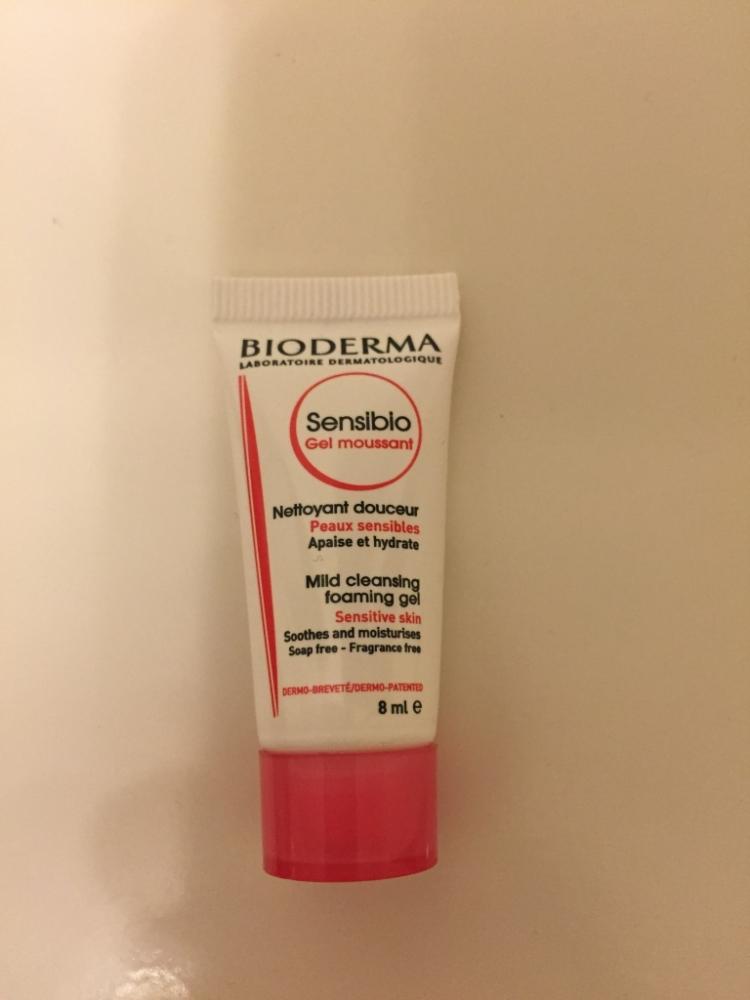 BIODERMA
LABORATOIRE DERMATOLOGIQUE
Sensibio
Gel moussant
Nettoyant douceur
Peaux sensibles
Apaise et hydrate
Mild cleansing
foaming gel
Sensitive skin
Soothes and moisturises
Soap free - Fragrance free
DERMO-BREVETÉ/DERMO-PATENTED
8 ml ℮